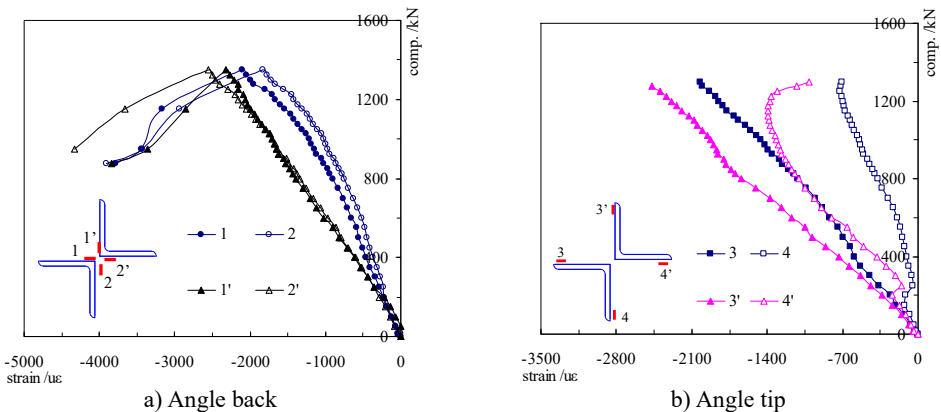 1600
1200
800
400
0
comp. /kN
-5000 -4000 -3000 -2000 -1000 0
strain /uε
1 2
1' 2'
1' 1 2' 2
a) Angle back
1600
1200
800
400
0
comp. /kN
-3500 -2800 -2100 -1400 -700 0
strain /uε
3 4
3' 4'
3' 3 4' 4
b) Angle tip